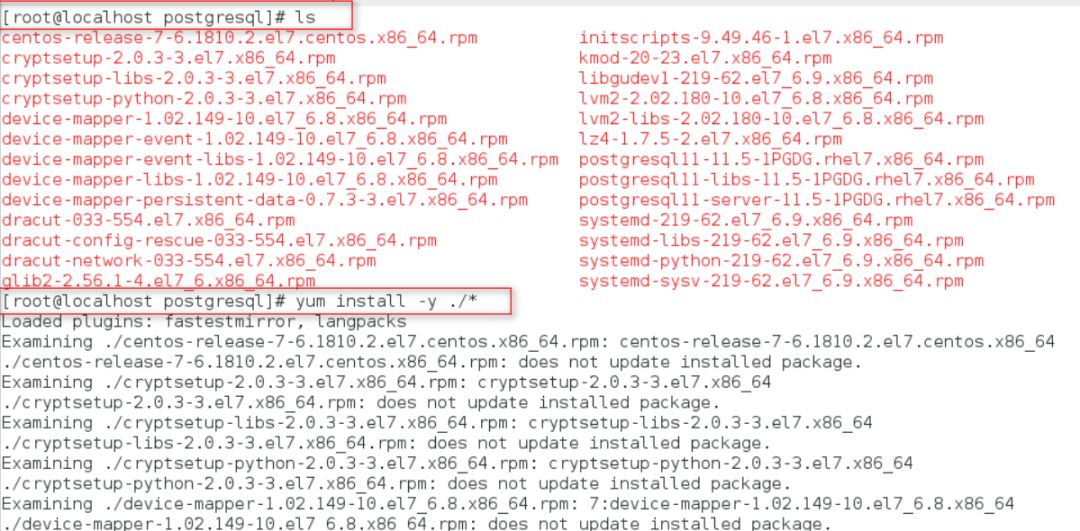 [root@localhost postgresql]# ls
centos-release-7-6.1810.2.el7.centos.x86_64.rpm initscripts-9.49.46-1.el7.x86_64.rpm
cryptsetup-2.0.3-3.el7.x86_64.rpm kmod-20-23.el7.x86_64.rpm
cryptsetup-libs-2.0.3-3.el7.x86_64.rpm libgudev1-219-62.el7_6.9.x86_64.rpm
cryptsetup-python-2.0.3-3.el7.x86_64.rpm lvm2-2.02.180-10.el7_6.8.x86_64.rpm
device-mapper-1.02.149-10.el7_6.8.x86_64.rpm lvm2-libs-2.02.180-10.el7_6.8.x86_64.rpm
device-mapper-event-1.02.149-10.el7_6.8.x86_64.rpm lz4-1.7.5-2.el7.x86_64.rpm
device-mapper-event-libs-1.02.149-10.el7_6.8.x86_64.rpm postgresql11-11.5-1PGDG.rhel7.x86_64.rpm
device-mapper-libs-1.02.149-10.el7_6.8.x86_64.rpm postgresql11-libs-11.5-1PGDG.rhel7.x86_64.rpm
device-mapper-persistent-data-0.7.3-3.el7.x86_64.rpm postgresql11-server-11.5-1PGDG.rhel7.x86_64.rpm
dracut-033-554.el7.x86_64.rpm systemd-219-62.el7_6.9.x86_64.rpm
dracut-config-rescue-033-554.el7.x86_64.rpm systemd-libs-219-62.el7_6.9.x86_64.rpm
dracut-network-033-554.el7.x86_64.rpm systemd-python-219-62.el7_6.9.x86_64.rpm
glib2-2.56.1-4.el7_6.x86_64.rpm systemd-sysv-219-62.el7_6.9.x86_64.rpm
[root@localhost postgresql]# yum install -y ./*
Loaded plugins: fastestmirror, langpacks
Examining ./centos-release-7-6.1810.2.el7.centos.x86_64.rpm: centos-release-7-6.1810.2.el7.centos.x86_64
./centos-release-7-6.1810.2.el7.centos.x86_64.rpm: does not update installed package.
Examining ./cryptsetup-2.0.3-3.el7.x86_64.rpm: cryptsetup-2.0.3-3.el7.x86_64
./cryptsetup-2.0.3-3.el7.x86_64.rpm: does not update installed package.
Examining ./cryptsetup-libs-2.0.3-3.el7.x86_64.rpm: cryptsetup-libs-2.0.3-3.el7.x86_64
./cryptsetup-libs-2.0.3-3.el7.x86_64.rpm: does not update installed package.
Examining ./cryptsetup-python-2.0.3-3.el7.x86_64.rpm: cryptsetup-python-2.0.3-3.el7.x86_64
./cryptsetup-python-2.0.3-3.el7.x86_64.rpm: does not update installed package.
Examining ./device-mapper-1.02.149-10.el7_6.8.x86_64.rpm: 7:device-mapper-1.02.149-10.el7_6.8.x86_64
./device-mapper-1.02.149-10.el7_6.8.x86_64.rpm: does not update installed package.